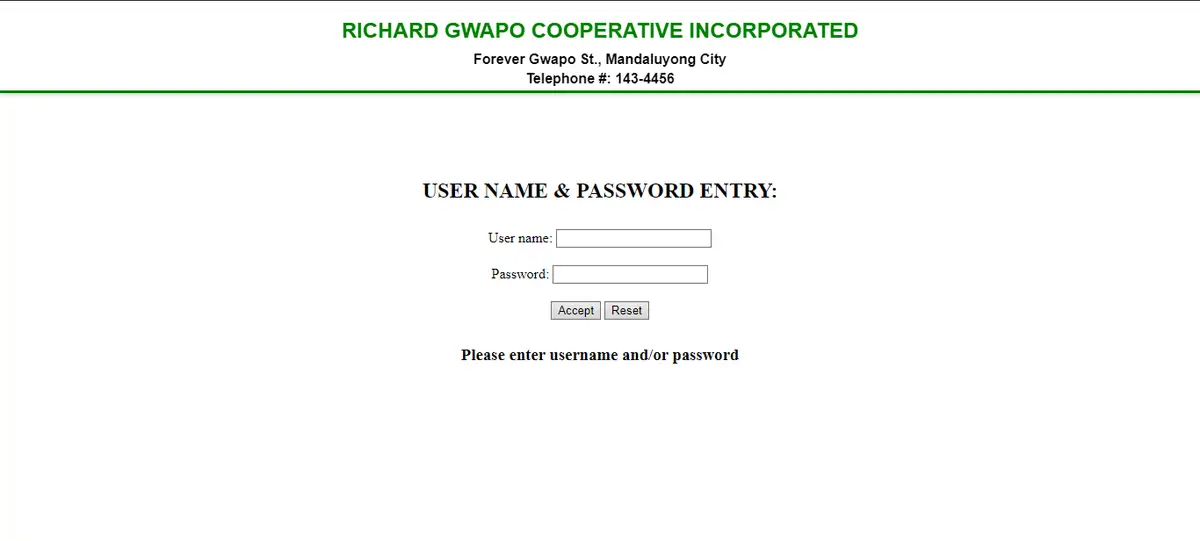 RICHARD GWAPO COOPERATIVE INCORPORATED
Forever Gwapo St., Mandaluyong City
Telephone #: 143-4456
USER NAME & PASSWORD ENTRY:
User name:
Password:
Accept Reset
Please enter username and/or password